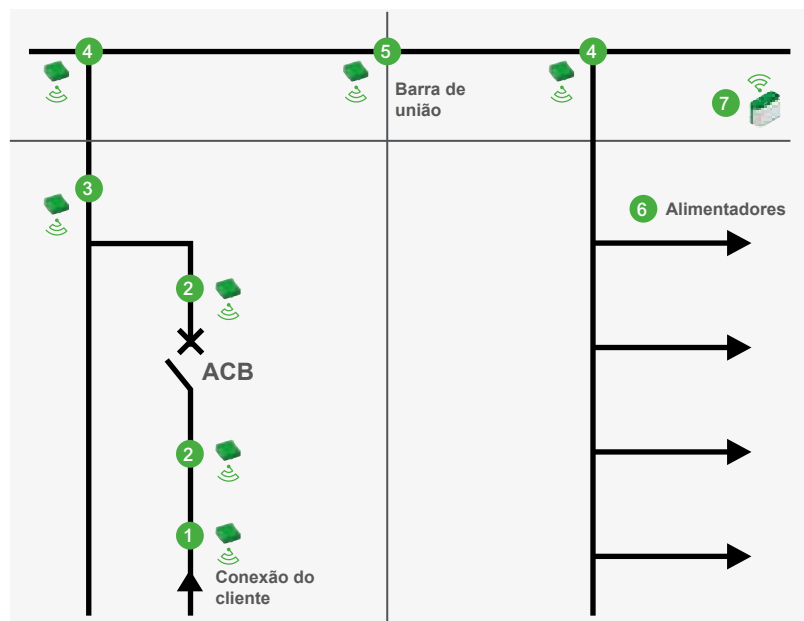 4
5
4
Barra de
união
7
3
6 Alimentadores
2
ACB
2
1
Conexão do
cliente